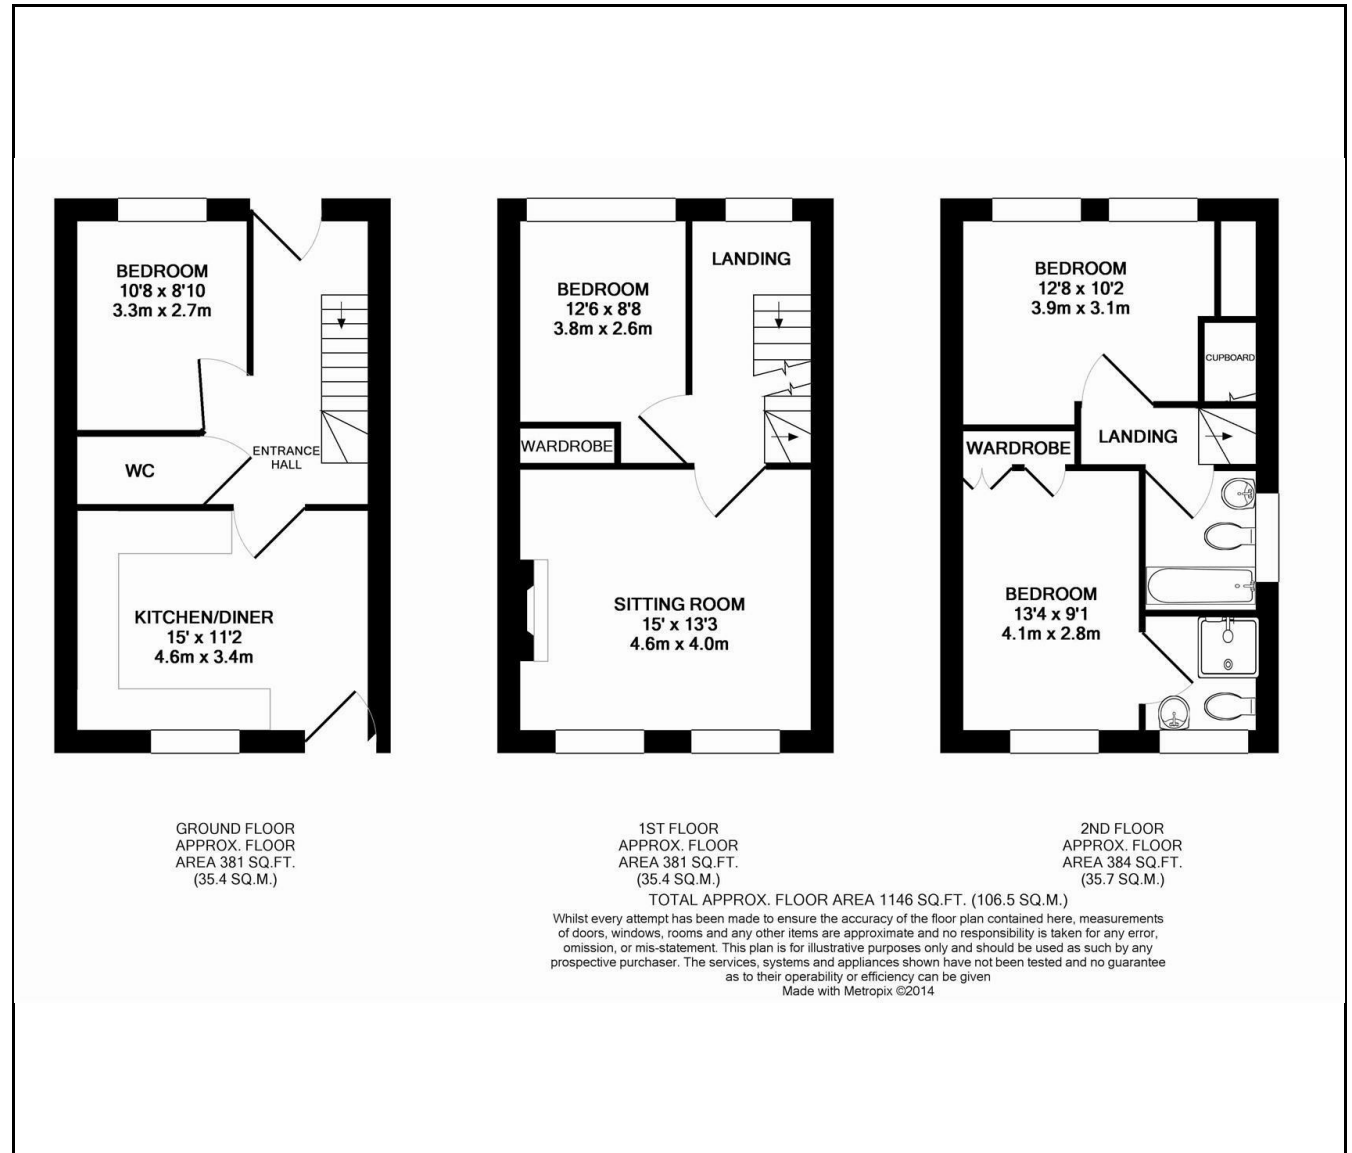 BEDROOM
10'8 x 8'10
3.3m x 2.7m
WC
ENTRANCE
HALL
KITCHEN/DINER
15' x 11'2
4.6m x 3.4m
GROUND FLOOR
APPROX. FLOOR
AREA 381 SQ.FT.
(35.4 SQ.M.)
LANDING
BEDROOM
12'6 x 8'8
3.8m x 2.6m
WARDROBE
SITTING ROOM
15' x 13'3
4.6m x 4.0m
1ST FLOOR
APPROX. FLOOR
AREA 381 SQ.FT.
(35.4 SQ.M.)
BEDROOM
12'8 x 10'2
3.9m x 3.1m
CUPBOARD
LANDING
WARDROBE
BEDROOM
13'4 x 9'1
4.1m x 2.8m
2ND FLOOR
APPROX. FLOOR
AREA 384 SQ.FT.
(35.7 SQ.M.)
TOTAL APPROX. FLOOR AREA 1146 SQ.FT. (106.5 SQ.M.)
Whilst every attempt has been made to ensure the accuracy of the floor plan contained here, measurements
of doors, windows, rooms and any other items are approximate and no responsibility is taken for any error,
omission, or mis-statement. This plan is for illustrative purposes only and should be used as such by any
prospective purchaser. The services, systems and appliances shown have not been tested and no guarantee
as to their operability or efficiency can be given
Made with Metropix ©2014